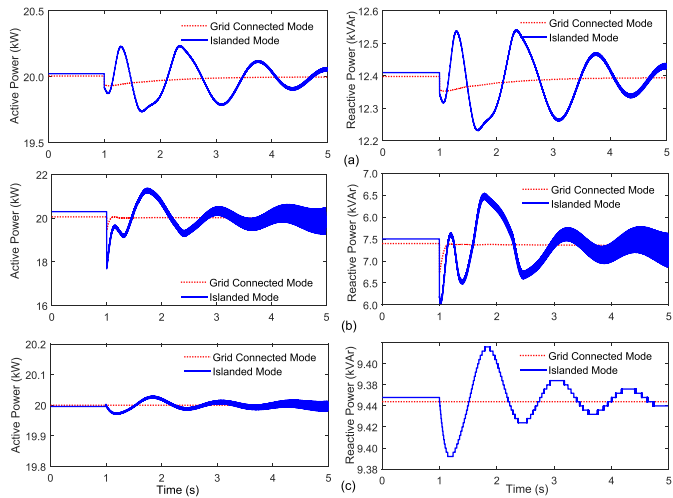 20.5
20.0
19.5
Active Power (kW)
Grid Connected Mode
Islanded Mode
0 1 2 3 4 5
12.6
12.4
12.3
12.2
Reactive Power (kVAr)
Grid Connected Mode
Islanded Mode
0 1 2 3 4 5
(a)
22
20
18
16
Active Power (kW)
Grid Connected Mode
Islanded Mode
0 1 2 3 4 5
7.0
7.5
7.0
6.5
6.0
Reactive Power (kVAr)
Grid Connected Mode
Islanded Mode
0 1 2 3 4 5
(b)
20.2
20.1
20
19.9
19.8
Active Power (kW)
Grid Connected Mode
Islanded Mode
0 1 2 3 4 5
Time (s)
9.40
9.38
9.44
9.38
Reactive Power (kVAr)
Grid Connected Mode
Islanded Mode
0 1 2 3 4 5
Time (s)
(c)